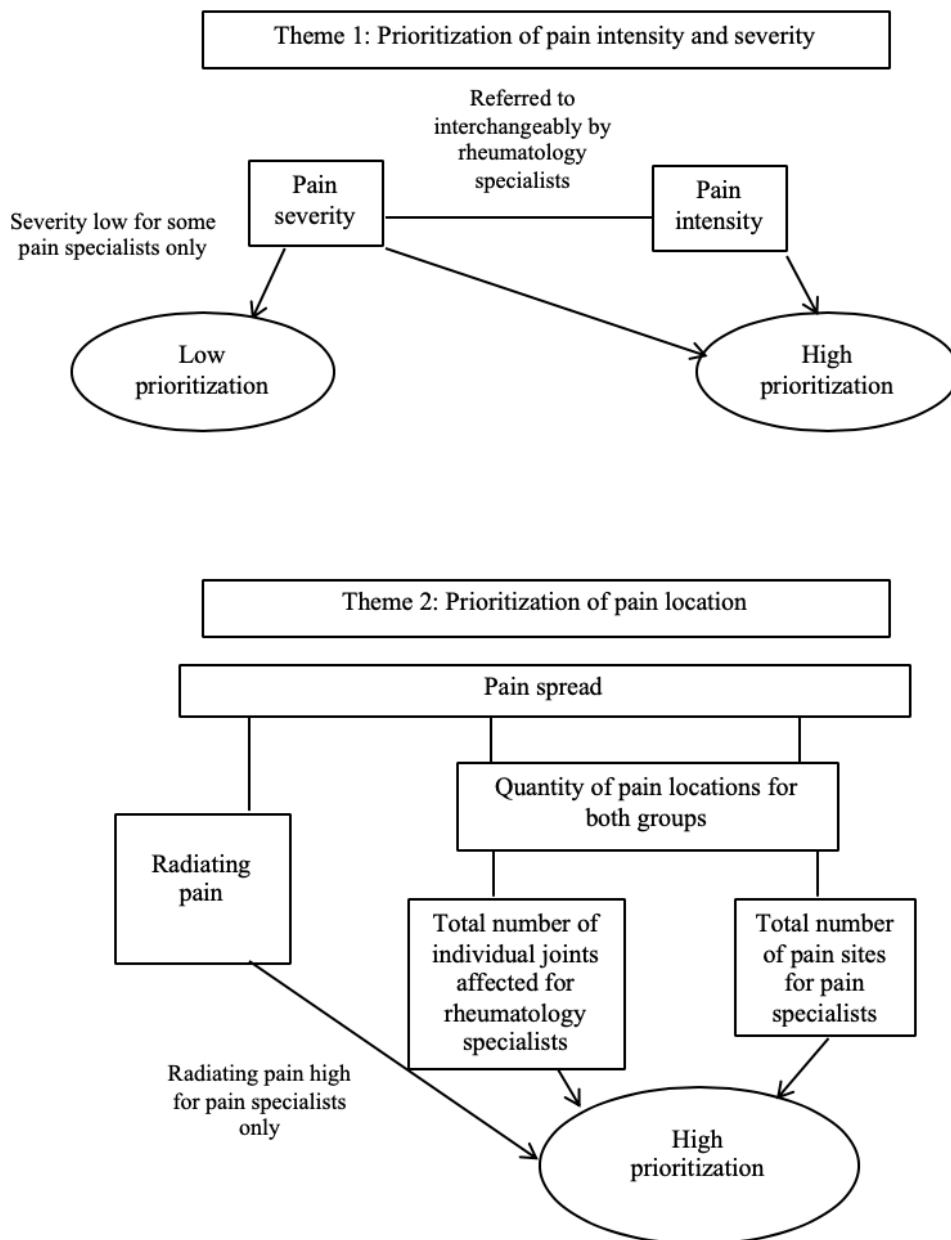 Theme 1: Prioritization of pain intensity and severity
Referred to
interchangeably by
rheumatology
specialists
Pain
severity
Pain
intensity
Severity low for some
pain specialists only
Low
prioritization
High
prioritization
Theme 2: Prioritization of pain location
Pain spread
Quantity of pain locations for
both groups
Radiating
pain
Total number of
individual joints
affected for
rheumatology
specialists
Total number
of pain sites
for pain
specialists
Radiating pain high
for pain specialists
only
High
prioritization